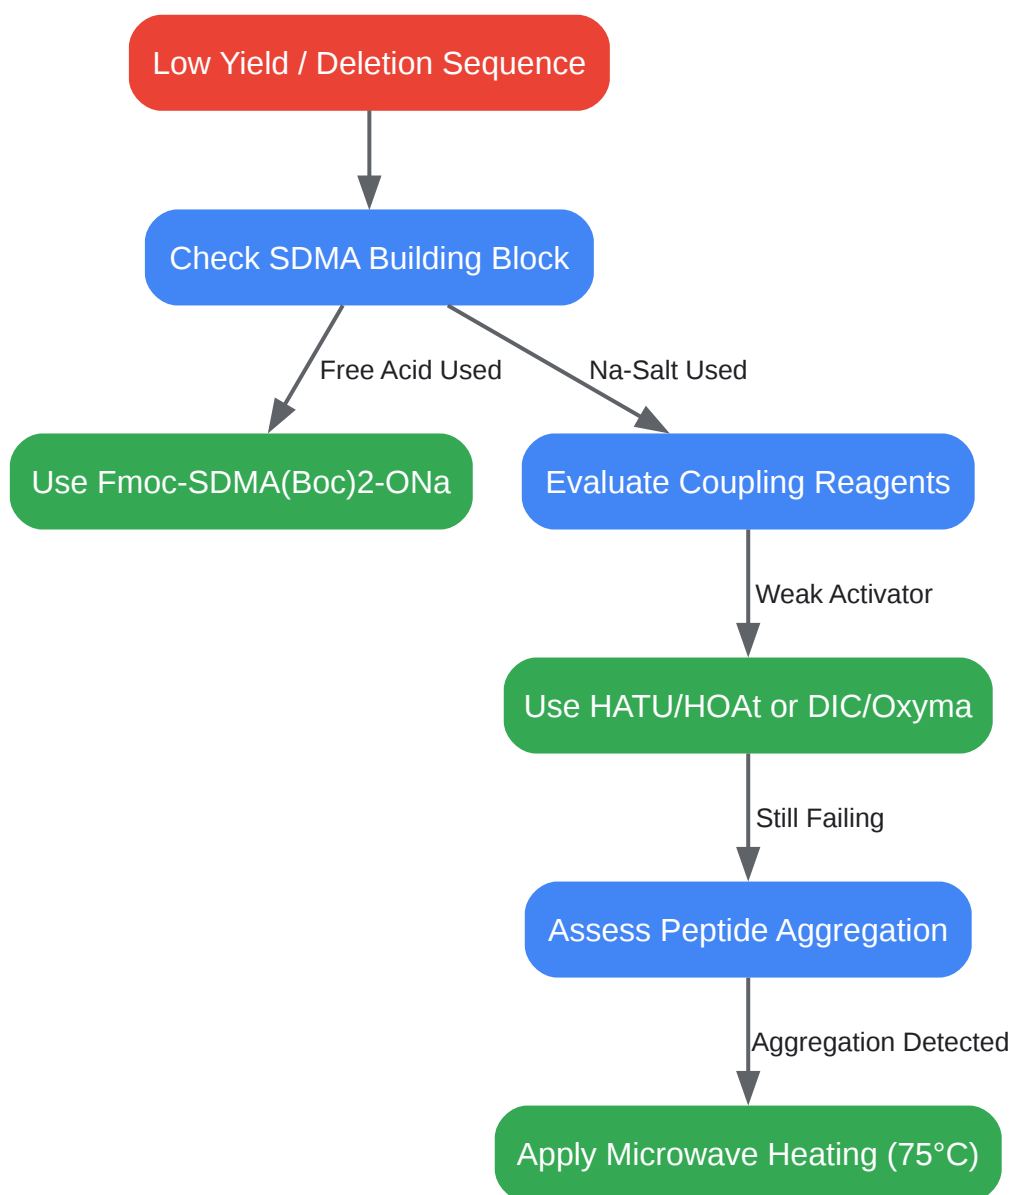 Low Yield / Deletion Sequence
Check SDMA Building Block
Free Acid Used
Na-Salt Used
Use Fmoc-SDMA(Boc)2-ONa
Evaluate Coupling Reagents
Weak Activator
Use HATU/HOAt or DIC/Oxyma
Still Failing
Assess Peptide Aggregation
Aggregation Detected
Apply Microwave Heating (75°C)